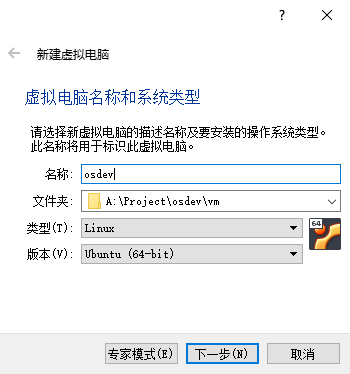 ?
新建虚拟电脑
虚拟电脑名称和系统类型
请选择新虚拟电脑的描述名称及要安装的操作系统类型。
此名称将用于标识此虚拟电脑。
名称: osdev
文件夹: A:\Project\osdev\vm
类型(T): Linux
64
版本(V): Ubuntu (64-bit)
专家模式(E) 下一步(N) 取消